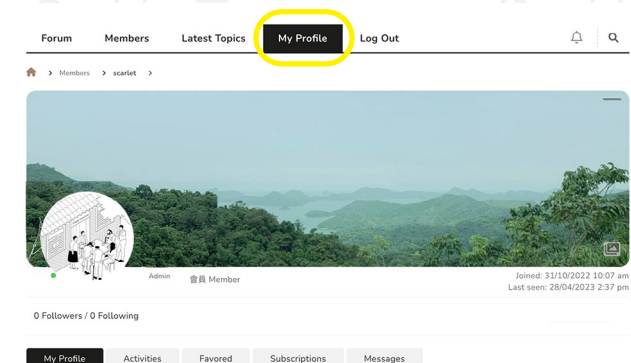 Forum Members Latest Topics My Profile Log Out
Members scarlet
Admin 會員 Member
Joined: 31/10/2022 10:07 am
Last seen: 28/04/2023 2:37 pm
0 Followers / 0 Following
My Profile Activities Favored Subscriptions Messages